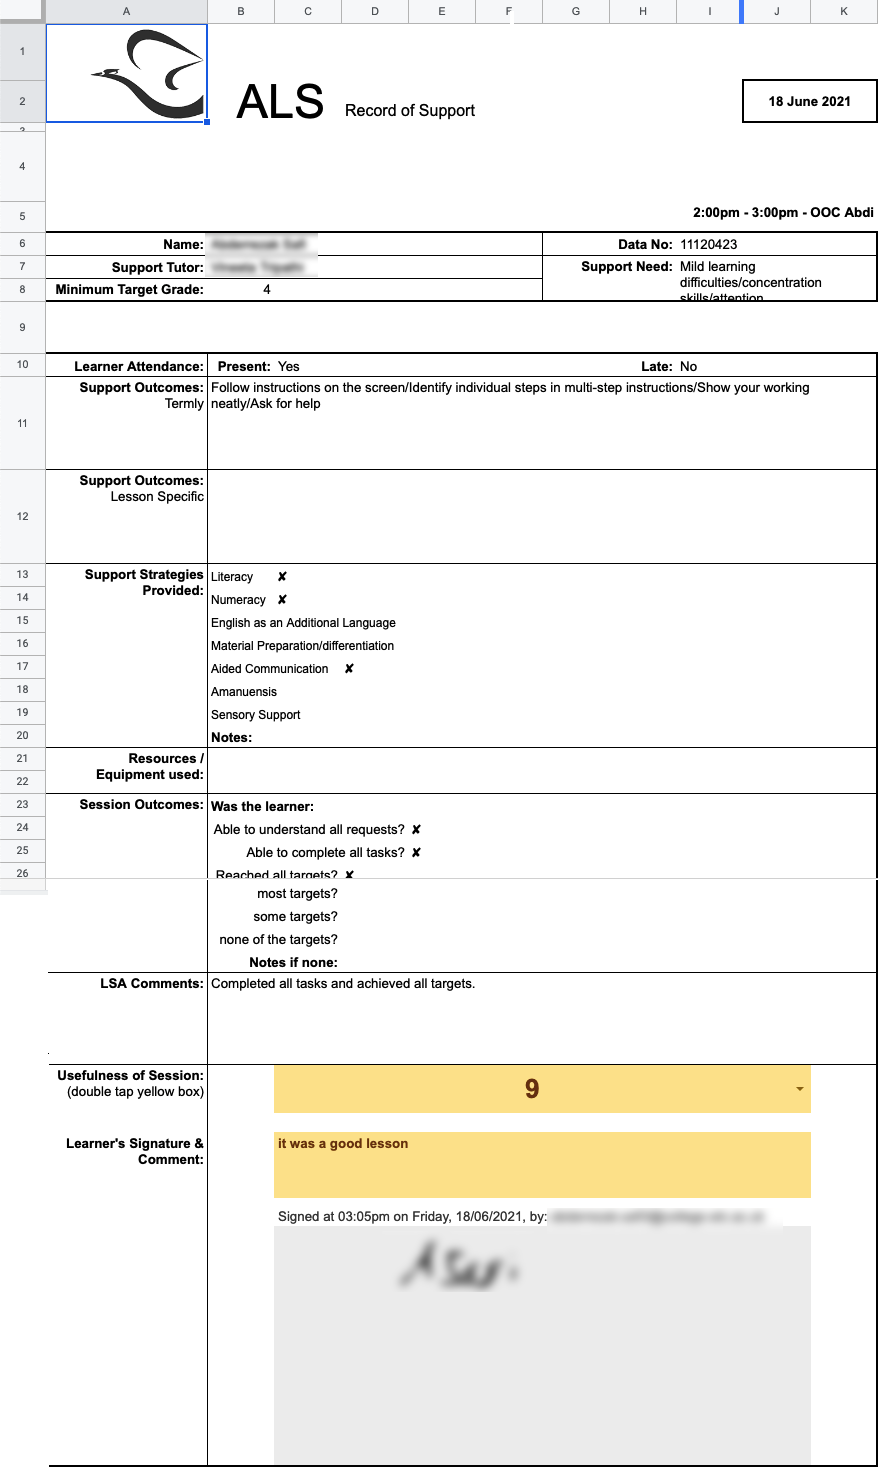 A B C D E F G H I J K
1
2
ALS Record of Support
18 June 2021
3
4
5
2:00pm - 3:00pm - OOC Abdi
6
Name:
Data No: 11120423
7
Support Tutor:
Support Need: Mild learning
difficulties/concentration
skills/attention
8
Minimum Target Grade: 4
9
10
Learner Attendance: Present: Yes Late: No
11
Support Outcomes: Follow instructions on the screen/Identify individual steps in multi-step instructions/Show your working
Termly neatly/Ask for help
12
Support Outcomes:
Lesson Specific
13
Support Strategies Literacy ✘
Provided:
14
Numeracy ✘
15
English as an Additional Language
16
Material Preparation/differentiation
17
Aided Communication ✘
18
Amanuensis
19
Sensory Support
20
Notes:
21
Resources /
Equipment used:
22
23
Session Outcomes: Was the learner:
24
Able to understand all requests? ✘
25
Able to complete all tasks? ✘
26
Reached all targets? ✘
most targets?
some targets?
none of the targets?
Notes if none:
LSA Comments: Completed all tasks and achieved all targets.
Usefulness of Session: 9
(double tap yellow box)
Learner's Signature & it was a good lesson
Comment:
Signed at 03:05pm on Friday, 18/06/2021, by: